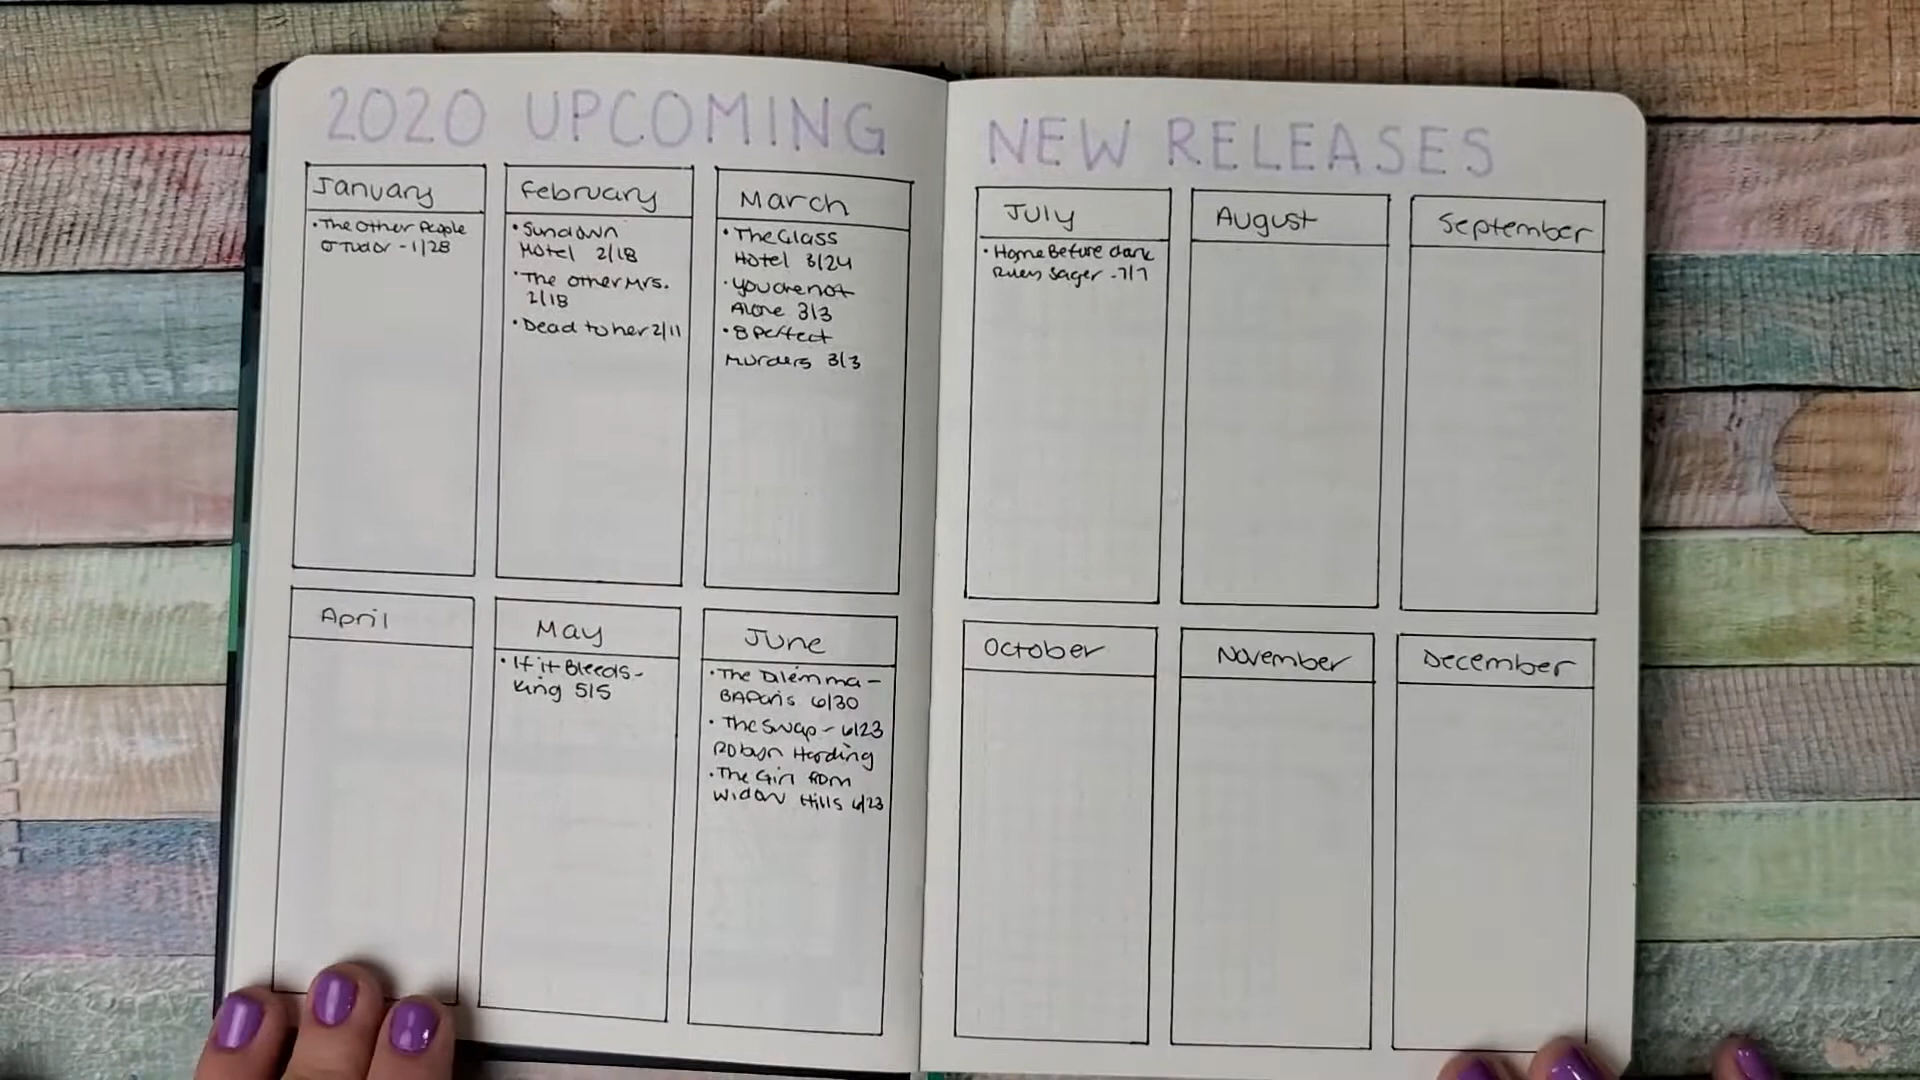 2020 UPCOMING
NEW RELEASES
January
• The Other People
CJ Tudor - 1/28
February
• Sundown
Motel 2/18
• The Other Mrs.
2/18
• Dead to her 2/11
March
• The Glass
Hotel 3/24
• You are not
Alone 3/3
• 8 Perfect
Murders 3/3
April
May
• If it Bleeds -
King 5/5
June
• The Dilemma -
BA Paris 6/30
• The Swap - 6/23
Robyn Harding
• The Girl from
Widow Hills 6/23
July
• Home Before dark
Riley Sager - 7/7
August
September
October
November
December